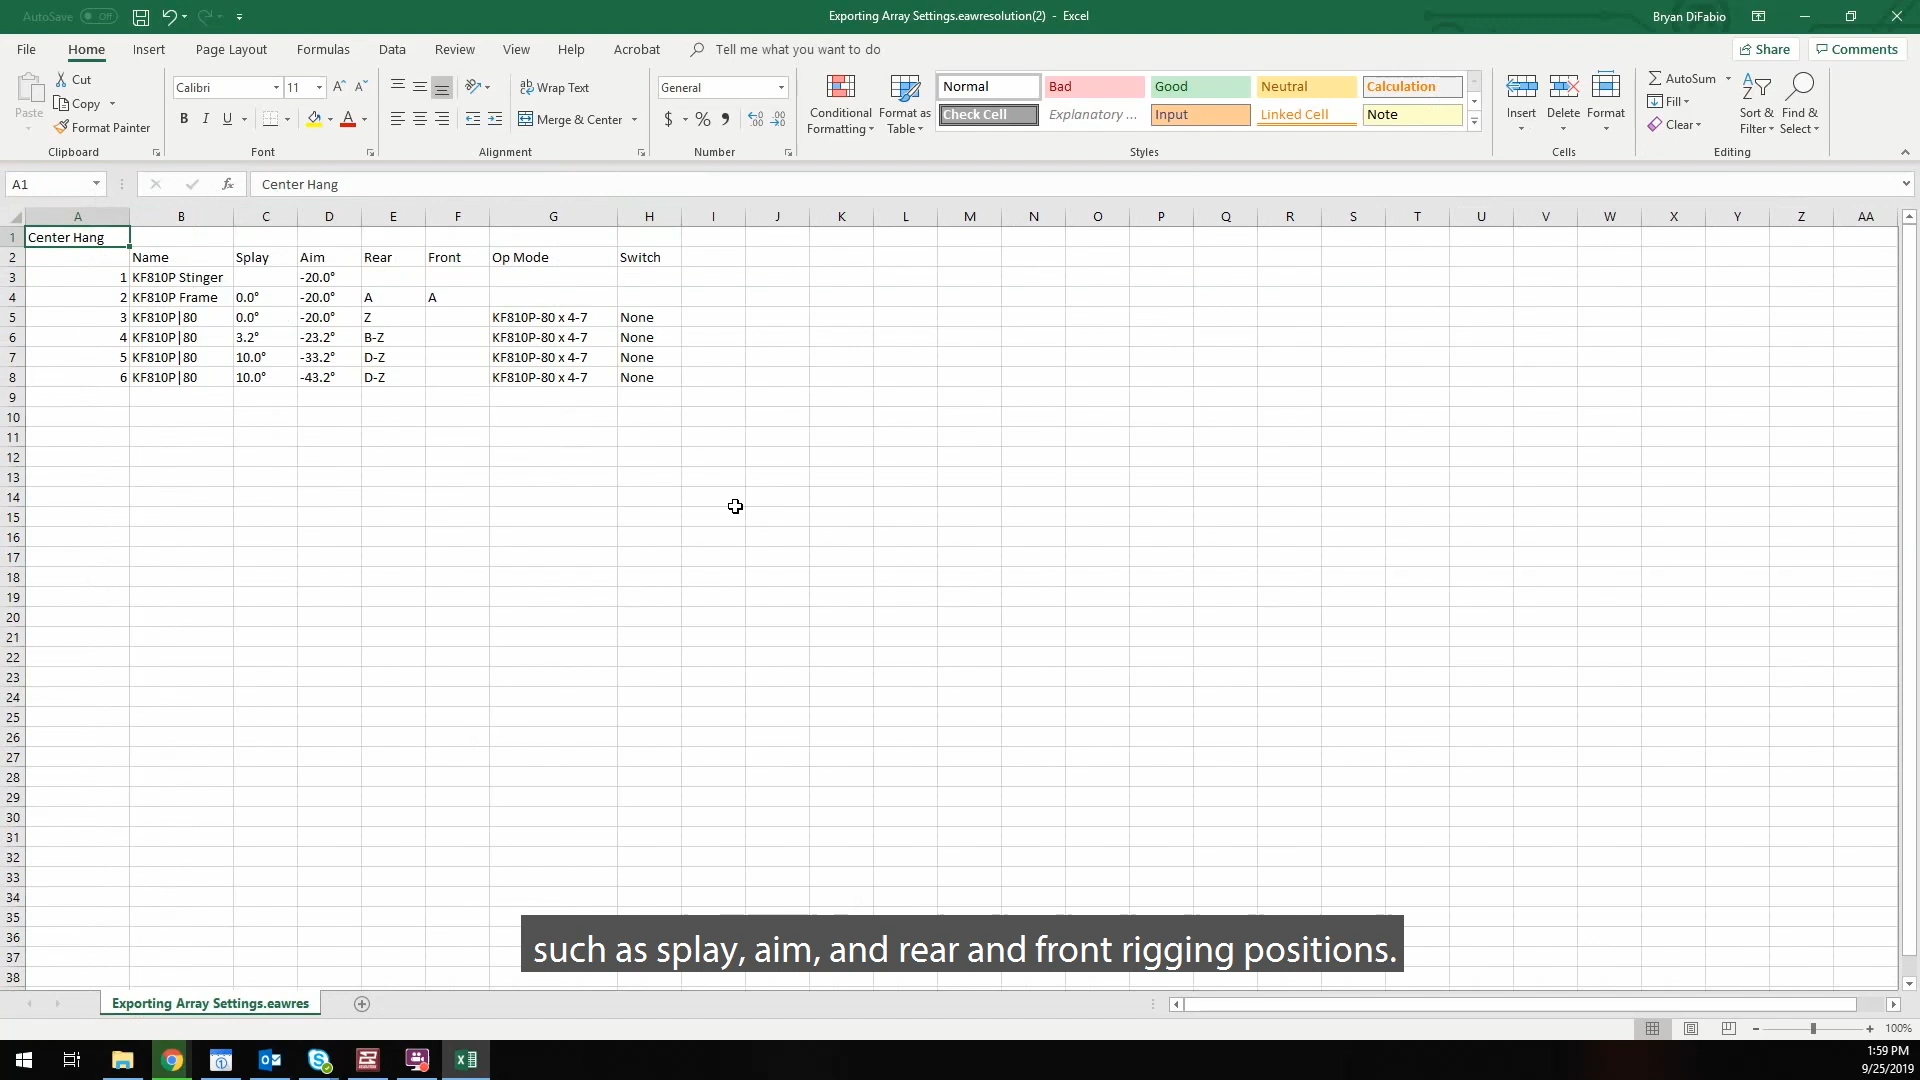 AutoSave Off
Exporting Array Settings.eawresolution(2) - Excel
Bryan DiFabio
File Home Insert Page Layout Formulas Data Review View Help Acrobat Tell me what you want to do Share Comments
Paste
Cut
Copy
Format Painter
Clipboard
Calibri 11 A A
B I U A
Font
ab Wrap Text
Merge & Center
Alignment
General
$ % ,
Number
Conditional Formatting
Format as Table
Normal Bad Good Neutral Calculation
Check Cell Explanatory ... Input Linked Cell Note
Styles
Insert Delete Format
Cells
AutoSum
Fill
Clear
Sort & Filter
Find & Select
Editing
A1 fx Center Hang
A B C D E F G H I J K L M N O P Q R S T U V W X Y Z AA
1 Center Hang
2 Name Splay Aim Rear Front Op Mode Switch
3 1 KF810P Stinger -20.0°
4 2 KF810P Frame 0.0° -20.0° A A
5 3 KF810P|80 0.0° -20.0° Z KF810P-80 x 4-7 None
6 4 KF810P|80 3.2° -23.2° B-Z KF810P-80 x 4-7 None
7 5 KF810P|80 10.0° -33.2° D-Z KF810P-80 x 4-7 None
8 6 KF810P|80 10.0° -43.2° D-Z KF810P-80 x 4-7 None
9
10
11
12
13
14
15
16
17
18
19
20
21
22
23
24
25
26
27
28
29
30
31
32
33
34
35
36
37
38
such as splay, aim, and rear and front rigging positions.
Exporting Array Settings.eawres
100%
1:59 PM
9/25/2019